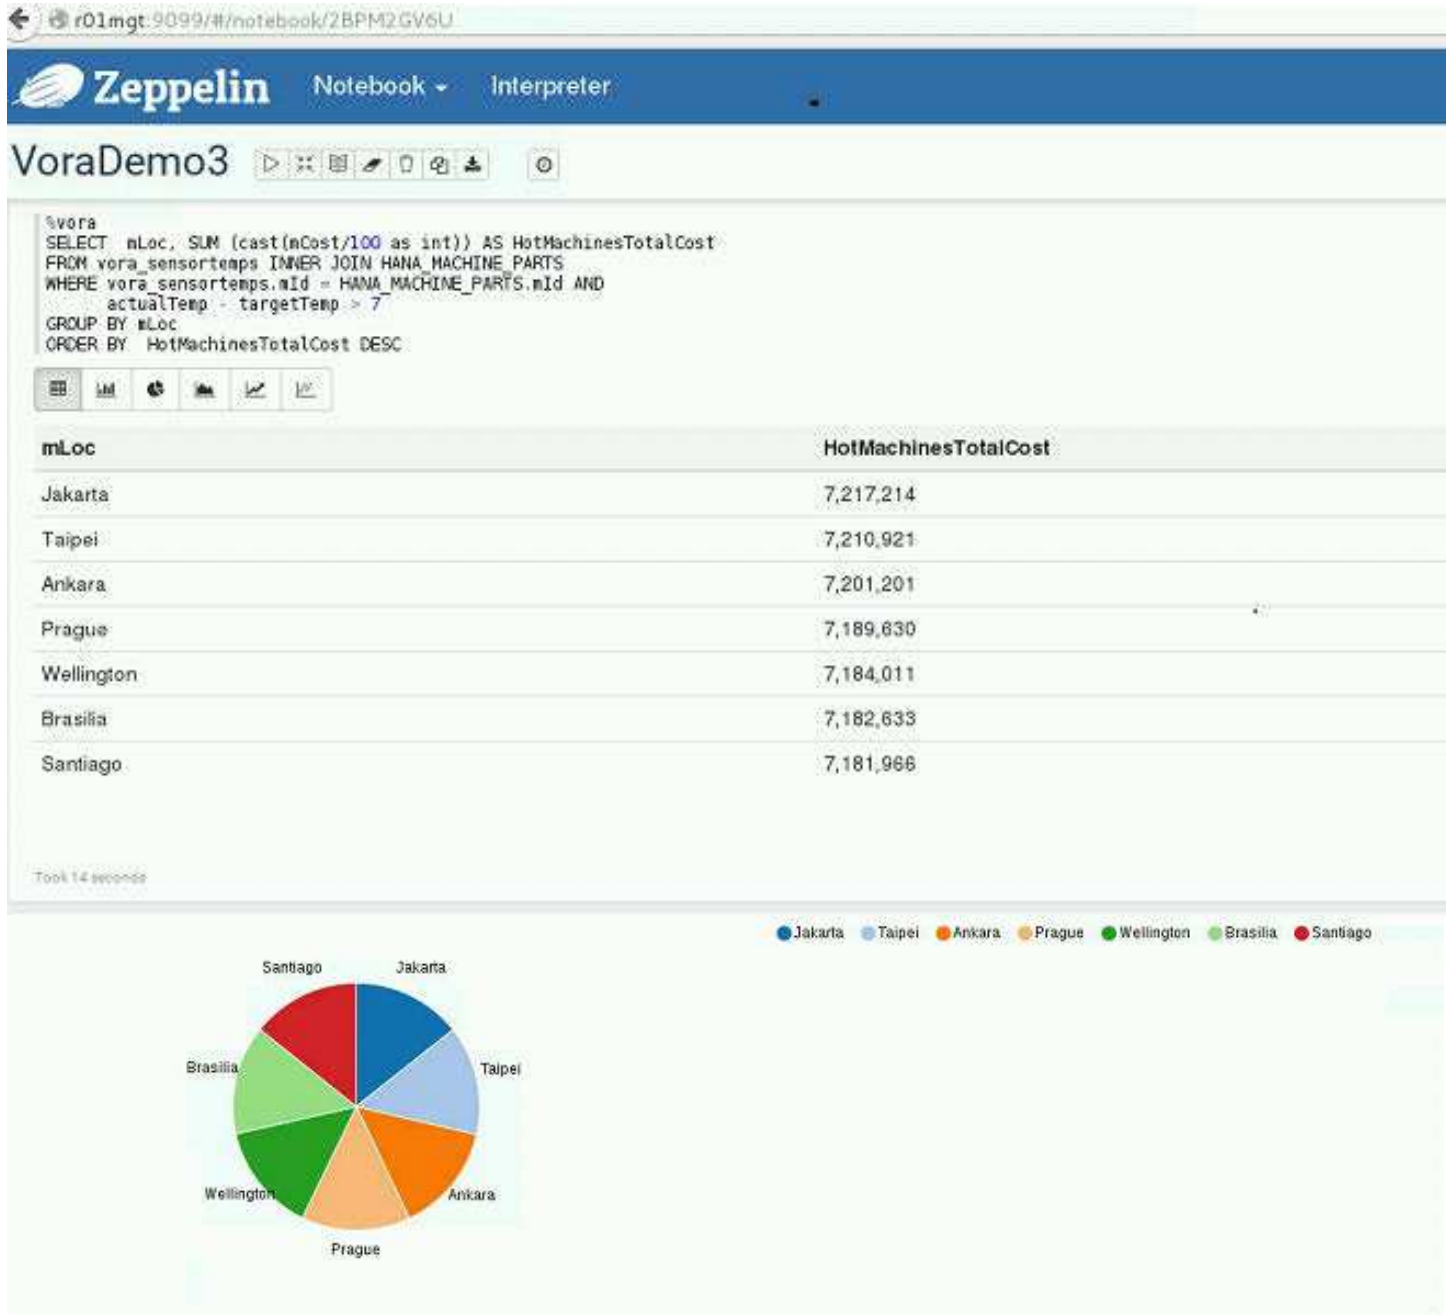 r01mgt:9099/#/notebook/2BPM2GV6U
Zeppelin Notebook Interpreter
VoraDemo3
%vora
SELECT mLoc, SUM (cast(mCost/100 as int)) AS HotMachinesTotalCost
FROM vora_sensortemps INNER JOIN HANA_MACHINE_PARTS
WHERE vora_sensortemps.mId = HANA_MACHINE_PARTS.mId AND
actualTemp - targetTemp > 7
GROUP BY mLoc
ORDER BY HotMachinesTotalCost DESC
mLoc HotMachinesTotalCost
Jakarta 7,217,214
Taipei 7,210,921
Ankara 7,201,201
Prague 7,189,630
Wellington 7,184,011
Brasilia 7,182,633
Santiago 7,181,966
Took 14 seconds
Jakarta Taipei Ankara Prague Wellington Brasilia Santiago
Santiago Jakarta
Brasilia Taipei
Wellington Ankara
Prague